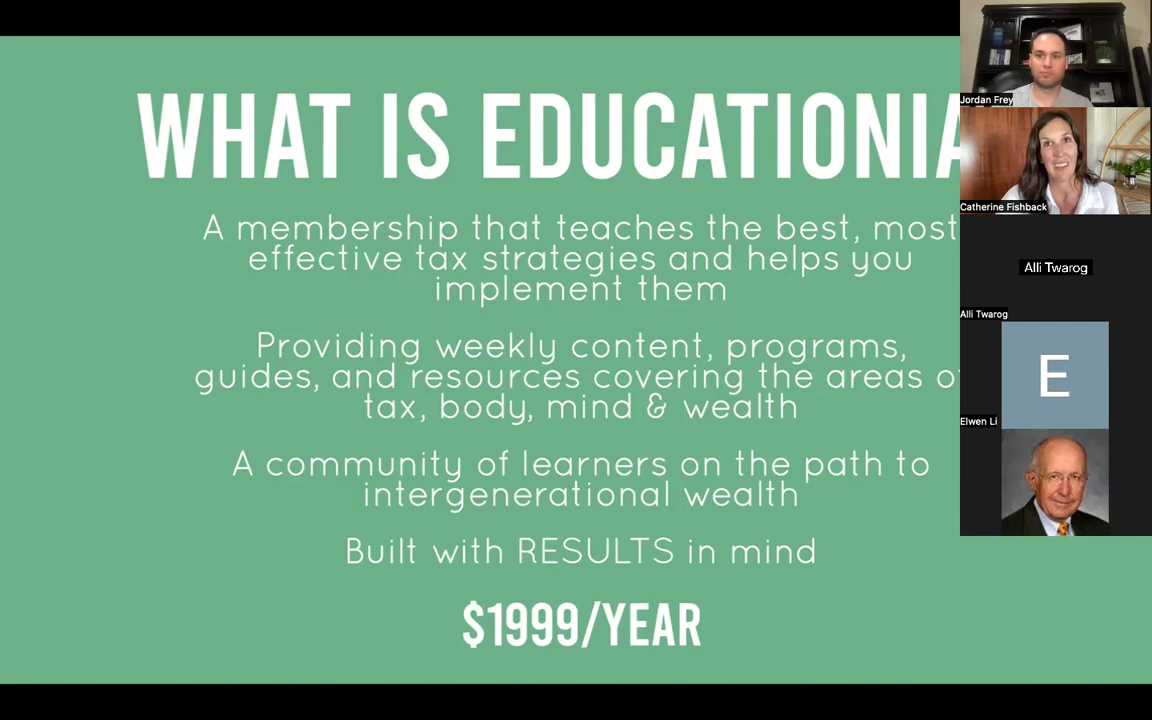 WHAT IS EDUCATIONIA
A membership that teaches the best, most
effective tax strategies and helps you
implement them
Providing weekly content, programs,
guides, and resources covering the areas of
tax, body, mind & wealth
A community of learners on the path to
intergenerational wealth
Built with RESULTS in mind
$1999/YEAR
Jordan Frey
Catherine Fishback
Alli Twarog
Alli Twarog
E
Elwen Li